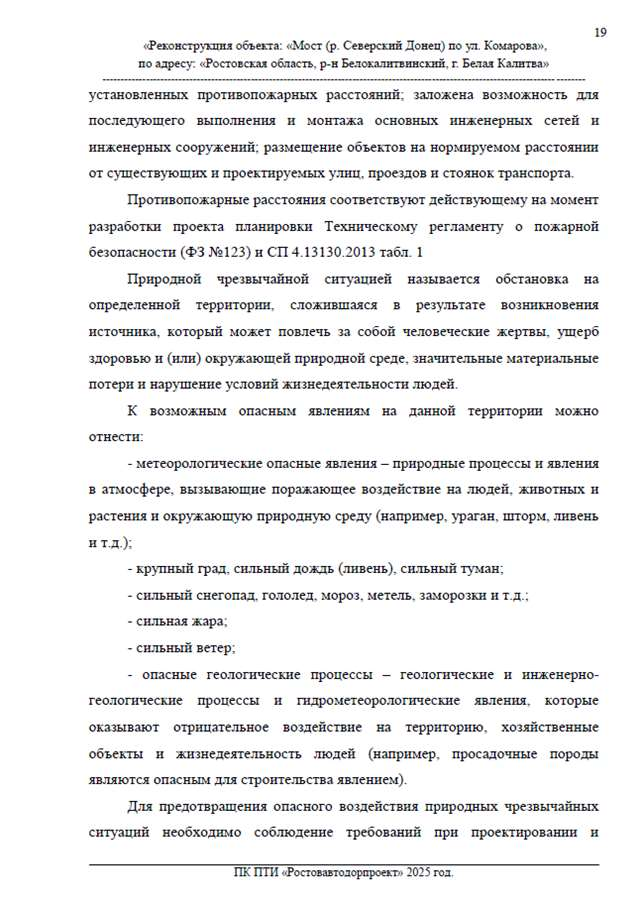 19
«Реконструкция объекта: «Мост (р. Северский Донец) по ул. Комарова»,
по адресу: «Ростовская область, р-н Белокалитвинский, г. Белая Калитва»
установленных противопожарных расстояний; заложена возможность для
последующего выполнения и монтажа основных инженерных сетей и
инженерных сооружений; размещение объектов на нормируемом расстоянии
от существующих и проектируемых улиц, проездов и стоянок транспорта.
Противопожарные расстояния соответствуют действующему на момент
разработки проекта планировки Техническому регламенту о пожарной
безопасности (ФЗ №123) и СП 4.13130.2013 табл. 1
Природной чрезвычайной ситуацией называется обстановка на
определенной территории, сложившаяся в результате возникновения
источника, который может повлечь за собой человеческие жертвы, ущерб
здоровью и (или) окружающей природной среде, значительные материальные
потери и нарушение условий жизнедеятельности людей.
К возможным опасным явлениям на данной территории можно
отнести:
- метеорологические опасные явления – природные процессы и явления
в атмосфере, вызывающие поражающее воздействие на людей, животных и
растения и окружающую природную среду (например, ураган, шторм, ливень
и т.д.);
- крупный град, сильный дождь (ливень), сильный туман;
- сильный снегопад, гололед, мороз, метель, заморозки и т.д.;
- сильная жара;
- сильный ветер;
- опасные геологические процессы – геологические и инженерно-
геологические процессы и гидрометеорологические явления, которые
оказывают отрицательное воздействие на территорию, хозяйственные
объекты и жизнедеятельность людей (например, просадочные породы
являются опасным для строительства явлением).
Для предотвращения опасного воздействия природных чрезвычайных
ситуаций необходимо соблюдение требований при проектировании и
ПК ПТИ «Ростовавтодорпроект» 2025 год.